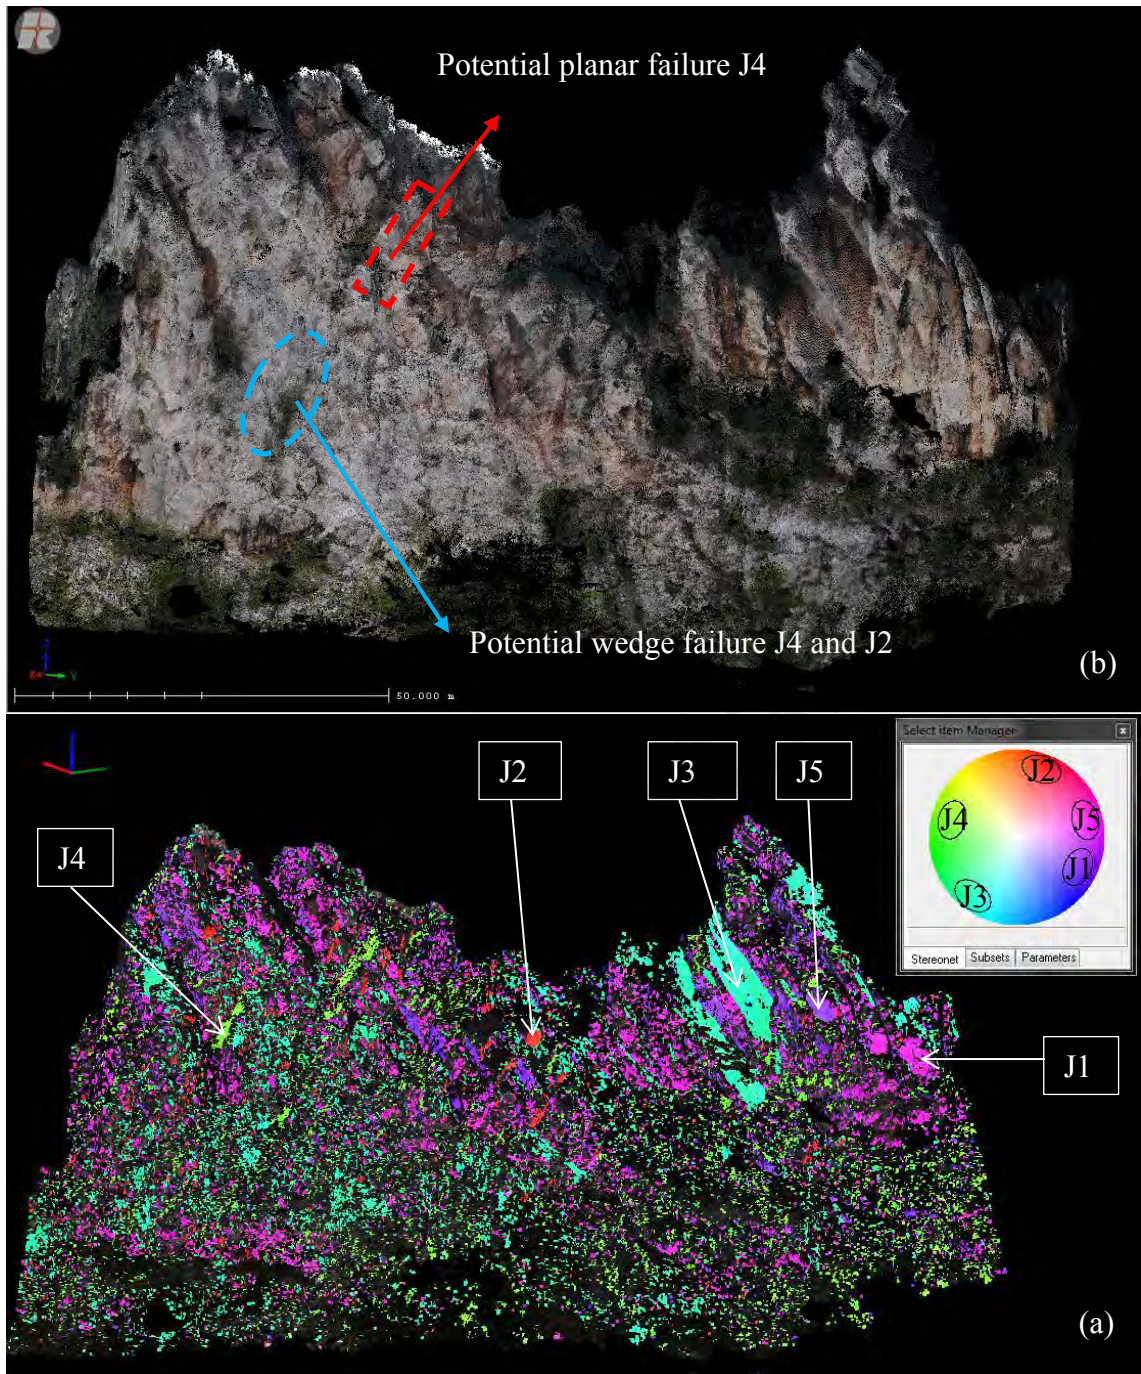 Potential planar failure J4
Potential wedge failure J4 and J2
(b)
Y
50.000 m
Select item Manager
x
J2
J3
J5
J2
J4
J5
J1
J3
J4
Stereonet
Subsets
Parameters
J1
(a)